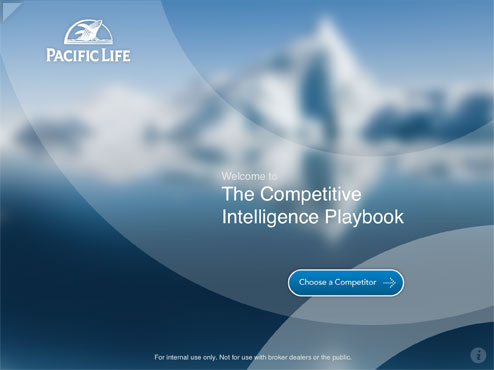 PACIFIC LIFE
Welcome to
The Competitive
Intelligence Playbook
Choose a Competitor
For internal use only. Not for use with broker dealers or the public.
i